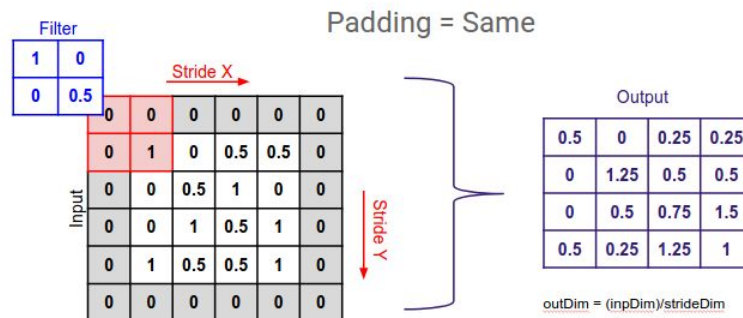 Padding = Same
Filter
1 0
0 0.5
Stride X
Input
0 0 0 0 0 0
0 1 0 0.5 0.5 0
0 0 0.5 1 0 0
0 0 1 0.5 1 0
0 1 0.5 0.5 1 0
0 0 0 0 0 0
Stride Y
Output
0.5 0 0.25 0.25
0 1.25 0.5 0.5
0 0.5 0.75 1.5
0.5 0.25 1.25 1
outDim = (inpDim)/strideDim